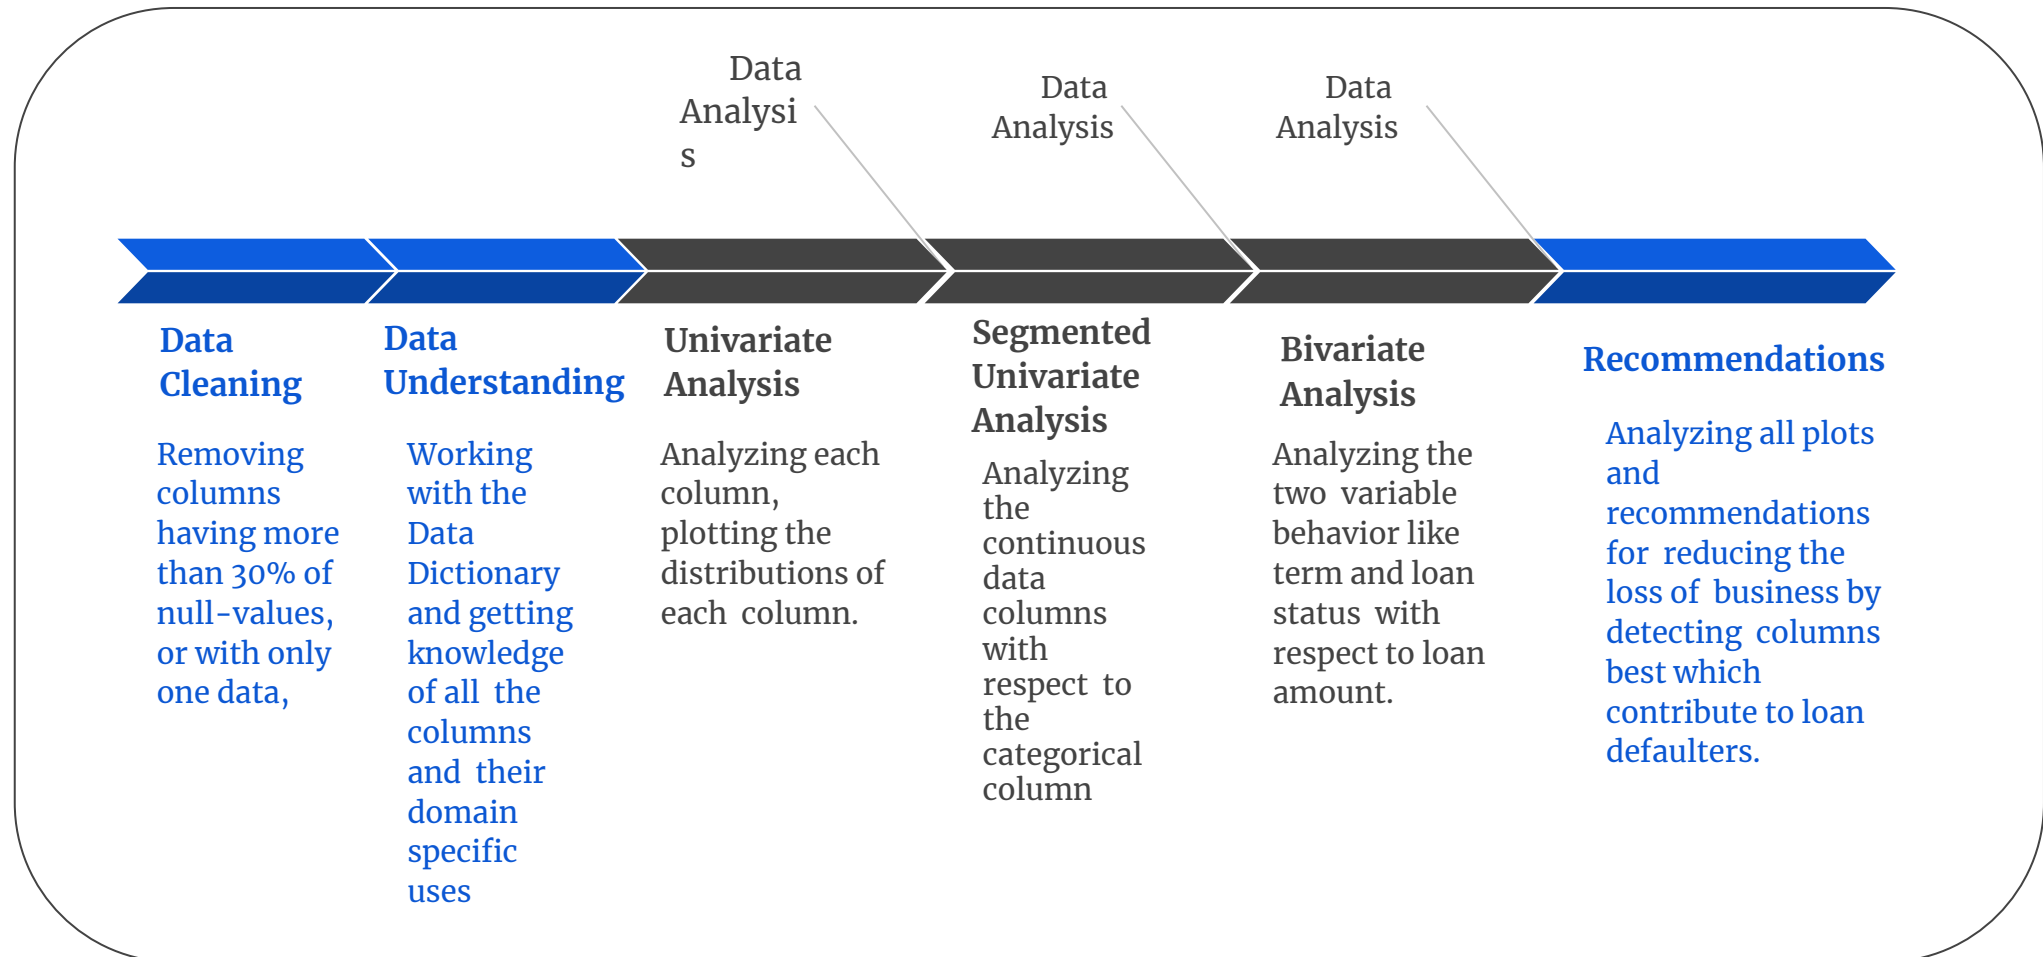 Data
Analysi
s
Data
Analysis
Data
Analysis
Data
Cleaning
Removing
columns
having more
than 30% of
null-values,
or with only
one data,
Data
Understanding
Working
with the
Data
Dictionary
and getting
knowledge
of all the
columns
and their
domain
specific
uses
Univariate
Analysis
Analyzing each
column,
plotting the
distributions of
each column.
Segmented
Univariate
Analysis
Analyzing
the
continuous
data
columns
with
respect to
the
categorical
column
Bivariate
Analysis
Analyzing the
two variable
behavior like
term and loan
status with
respect to loan
amount.
Recommendations
Analyzing all plots
and
recommendations
for reducing the
loss of business by
detecting columns
best which
contribute to loan
defaulters.